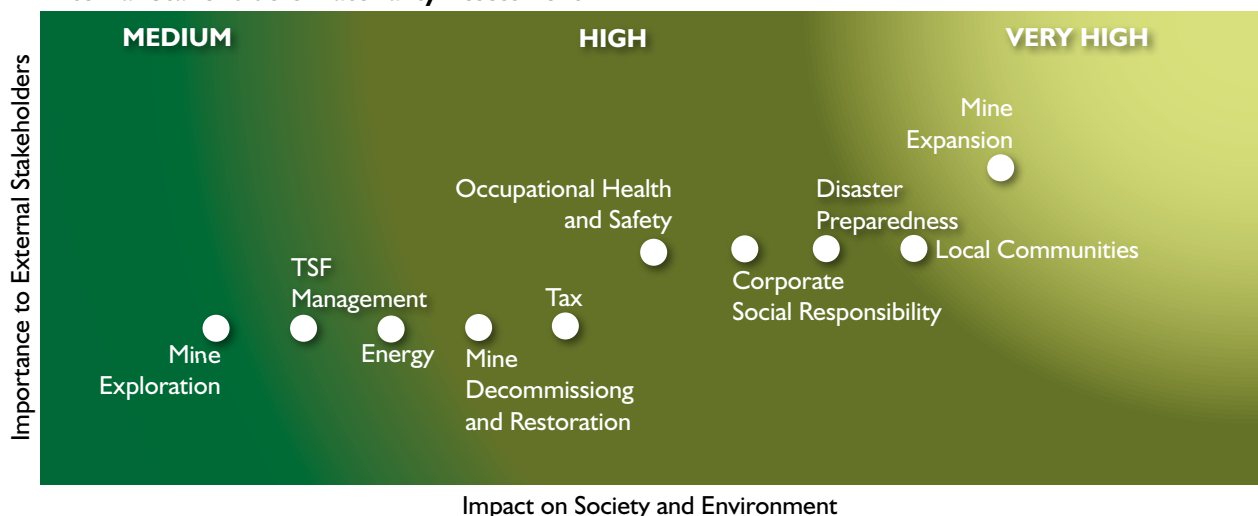 MEDIUM
HIGH
VERY HIGH
Importance to External Stakeholders
Mine
Expansion
Occupational Health
and Safety
Disaster
Preparedness
Local Communities
TSF
Management
Corporate
Social Responsibility
Tax
Mine
Exploration
Energy
Mine
Decommissiong
and Restoration
Impact on Society and Environment